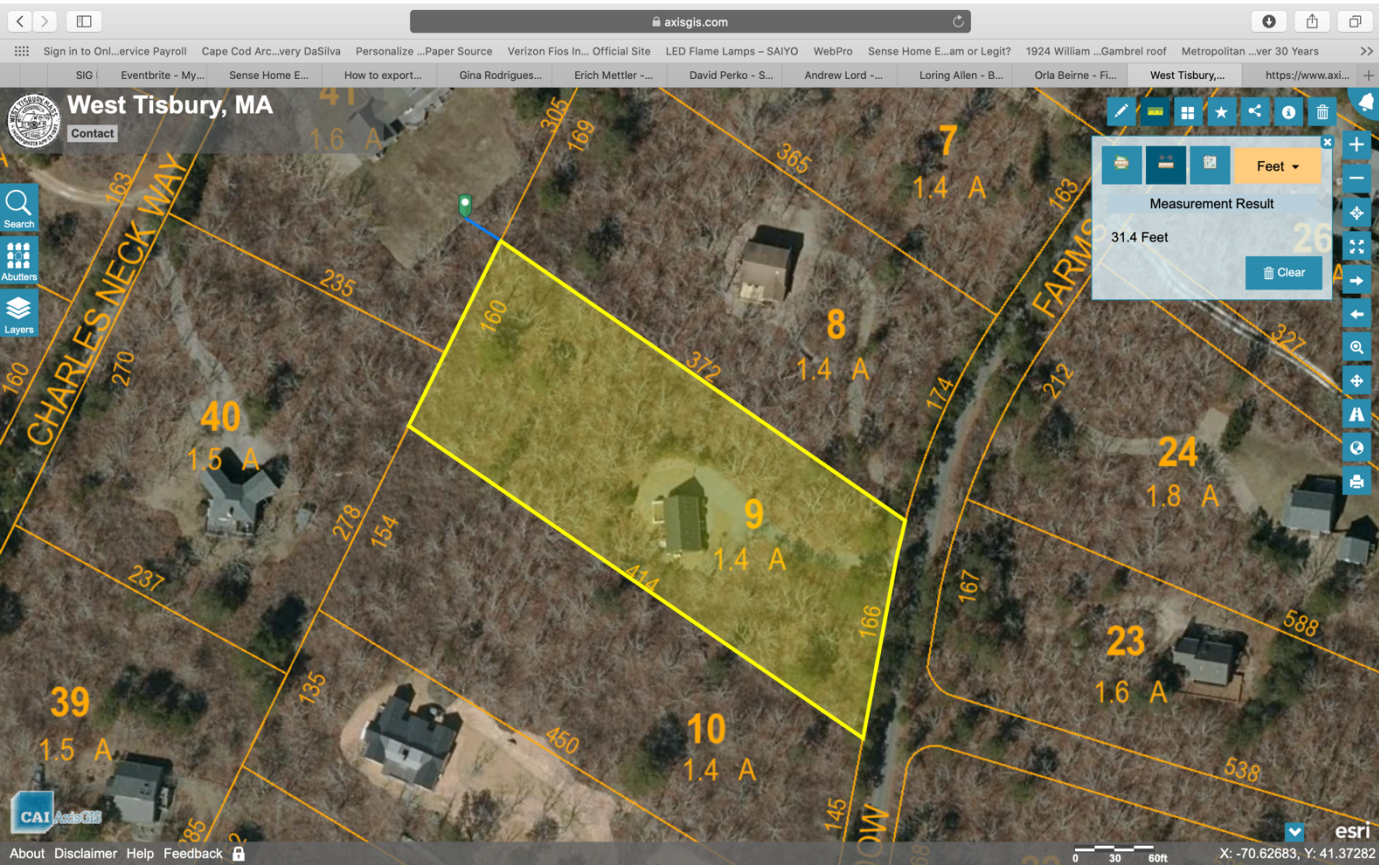 axisgis.com
Sign in to Onl...ervice Payroll Cape Cod Arc...very DaSilva Personalize ...Paper Source Verizon Fios In... Official Site LED Flame Lamps – SAIYO WebPro Sense Home E...am or Legit? 1924 William ...Gambrel roof Metropolitan ...ver 30 Years >>
SIG Eventbrite - My... Sense Home E... How to export... Gina Rodrigues... Erich Mettler -... David Perko - S... Andrew Lord -... Loring Allen - B... Orla Beirne - Fi... West Tisbury,... https://www.axi... +
West Tisbury, MA
Contact
41
1.6 A
305
169
365
7
1.4 A
163
163
FARMS
Feet
Measurement Result
31.4 Feet
26
Clear
Search
Abutters
Layers
CHARLES NECK WAY
235
160
270
160
372
8
1.4 A
174
212
327
40
1.5 A
24
1.8 A
278
154
9
1.4 A
414
166
167
237
588
23
1.6 A
135
39
1.5 A
450
10
1.4 A
538
145
OW
CAI AxisGIS
esri
About Disclaimer Help Feedback
0 30 60ft
X: -70.62683, Y: 41.37282